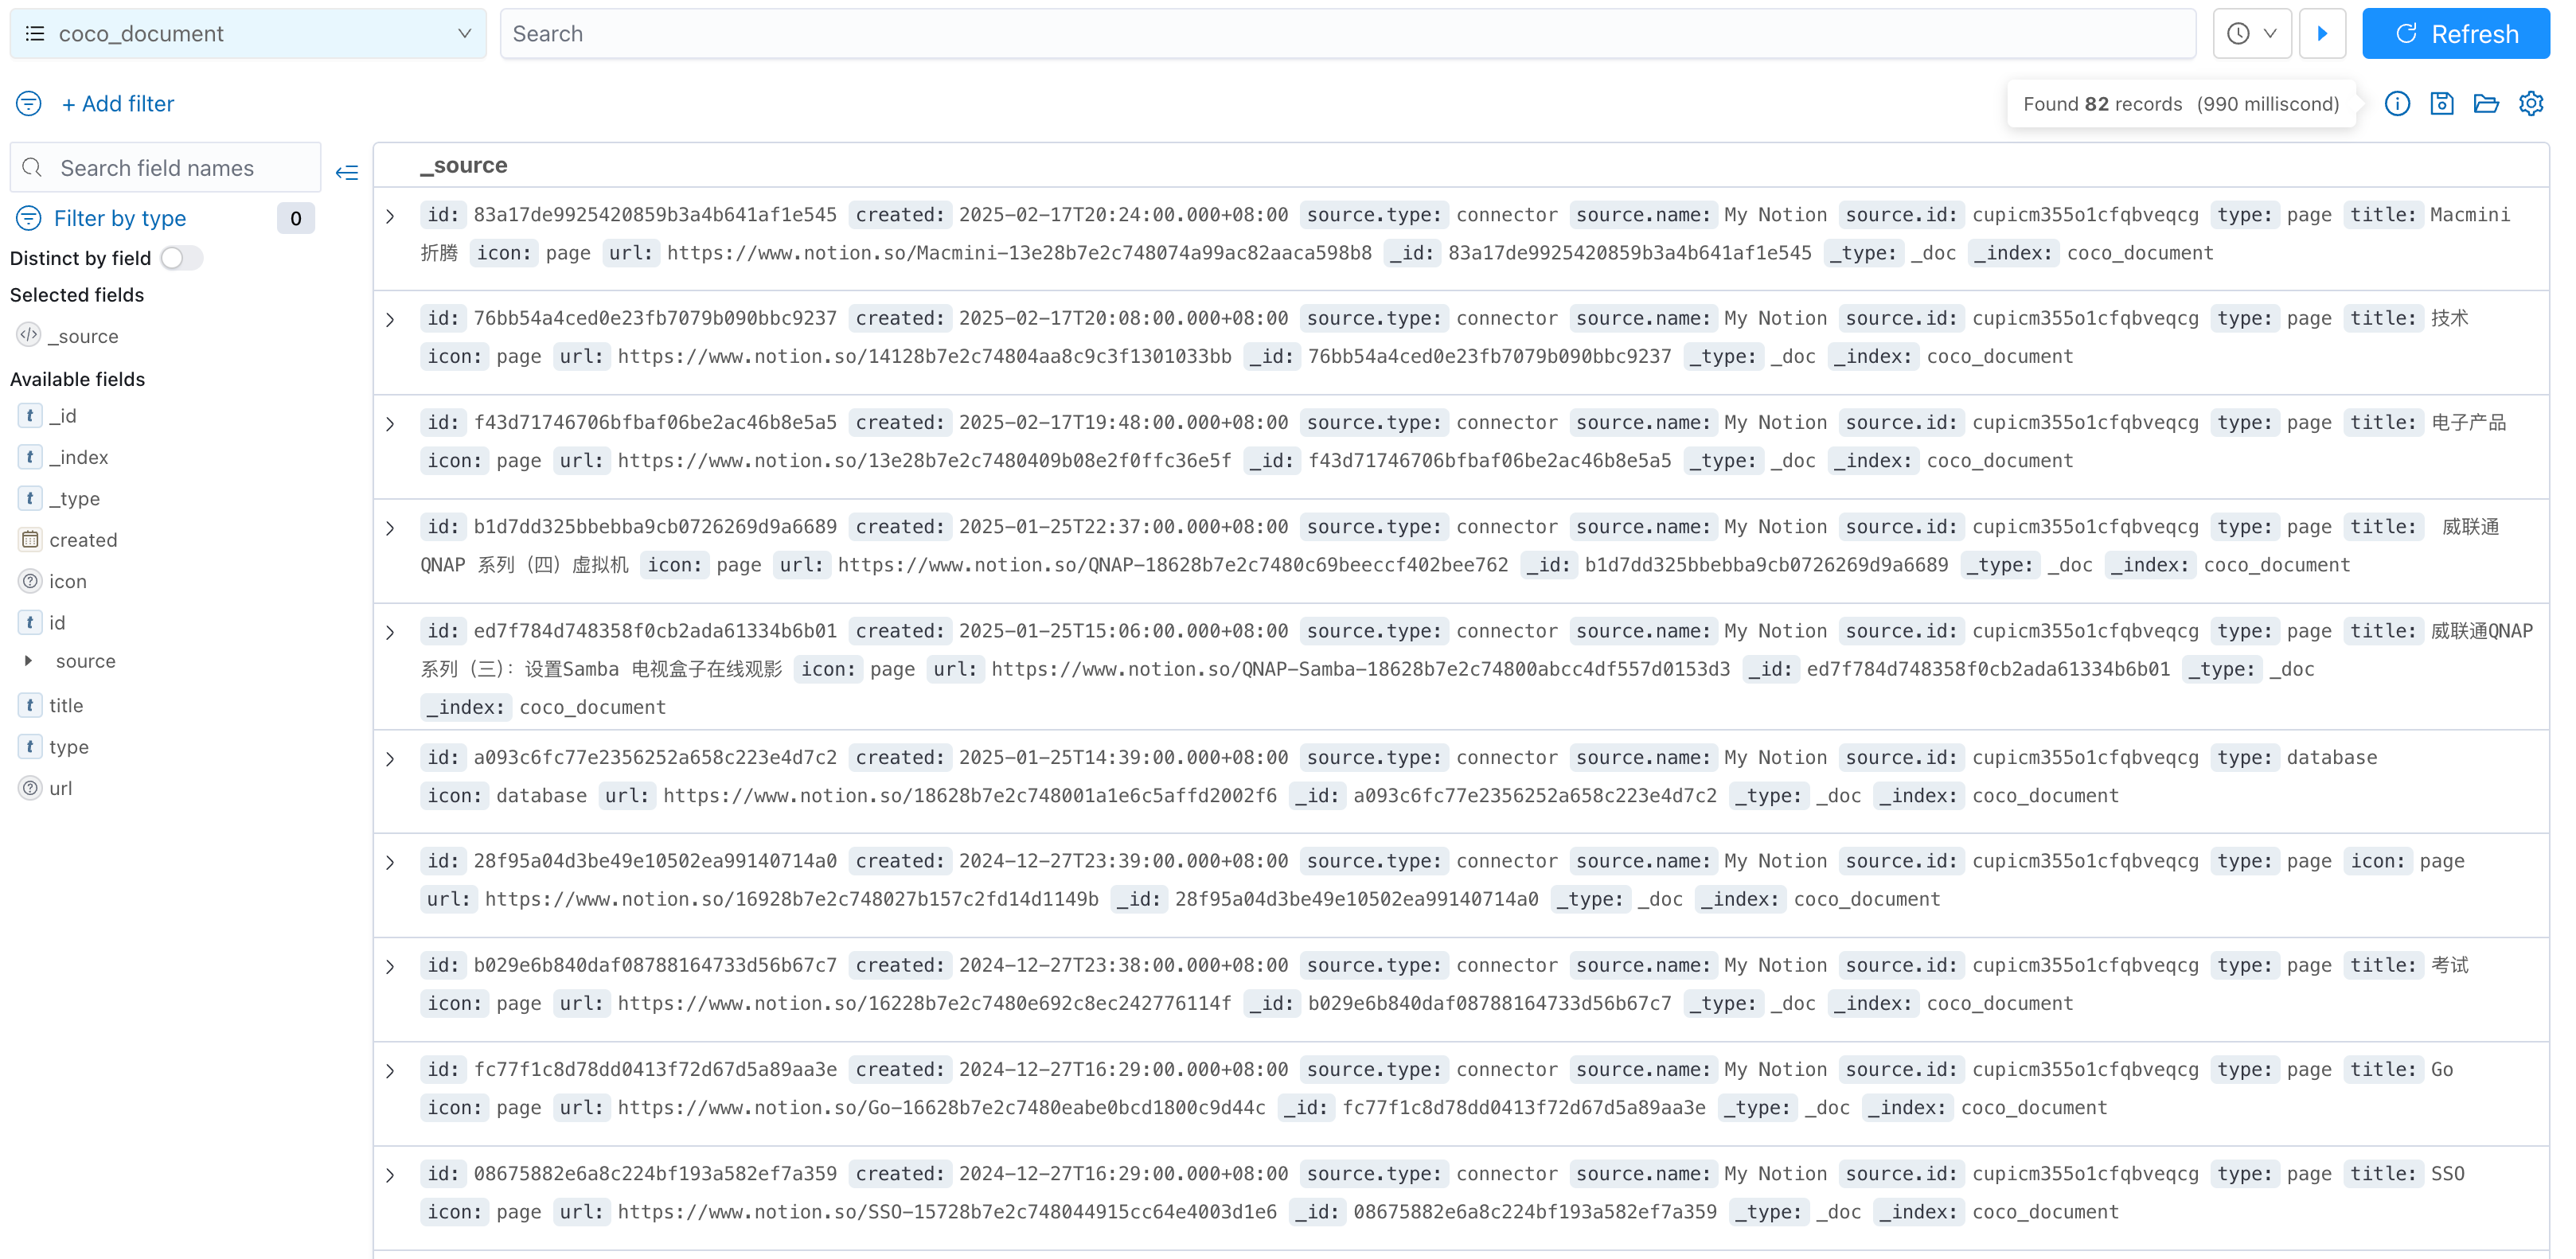 coco_document
Search
Refresh
+ Add filter
Found 82 records (990 milliscond)
Search field names
Filter by type
0
Distinct by field
Selected fields
_source
Available fields
t _id
t _index
t _type
created
icon
t id
source
t title
t type
url
_source
id: 83a17de9925420859b3a4b641af1e545 created: 2025-02-17T20:24:00.000+08:00 source.type: connector source.name: My Notion source.id: cupicm355o1cfqbveqcg type: page title: Macmini
折腾 icon: page url: https://www.notion.so/Macmini-13e28b7e2c748074a99ac82aaca598b8 _id: 83a17de9925420859b3a4b641af1e545 _type: _doc _index: coco_document
id: 76bb54a4ced0e23fb7079b090bbc9237 created: 2025-02-17T20:08:00.000+08:00 source.type: connector source.name: My Notion source.id: cupicm355o1cfqbveqcg type: page title: 技术
icon: page url: https://www.notion.so/14128b7e2c74804aa8c9c3f1301033bb _id: 76bb54a4ced0e23fb7079b090bbc9237 _type: _doc _index: coco_document
id: f43d71746706bfbaf06be2ac46b8e5a5 created: 2025-02-17T19:48:00.000+08:00 source.type: connector source.name: My Notion source.id: cupicm355o1cfqbveqcg type: page title: 电子产品
icon: page url: https://www.notion.so/13e28b7e2c7480409b08e2f0ffc36e5f _id: f43d71746706bfbaf06be2ac46b8e5a5 _type: _doc _index: coco_document
id: b1d7dd325bbebba9cb0726269d9a6689 created: 2025-01-25T22:37:00.000+08:00 source.type: connector source.name: My Notion source.id: cupicm355o1cfqbveqcg type: page title: 威联通
QNAP 系列（四）虚拟机 icon: page url: https://www.notion.so/QNAP-18628b7e2c7480c69beeccf402bee762 _id: b1d7dd325bbebba9cb0726269d9a6689 _type: _doc _index: coco_document
id: ed7f784d748358f0cb2ada61334b6b01 created: 2025-01-25T15:06:00.000+08:00 source.type: connector source.name: My Notion source.id: cupicm355o1cfqbveqcg type: page title: 威联通QNAP
系列（三）：设置Samba 电视盒子在线观影 icon: page url: https://www.notion.so/QNAP-Samba-18628b7e2c74800abcc4df557d0153d3 _id: ed7f784d748358f0cb2ada61334b6b01 _type: _doc
_index: coco_document
id: a093c6fc77e2356252a658c223e4d7c2 created: 2025-01-25T14:39:00.000+08:00 source.type: connector source.name: My Notion source.id: cupicm355o1cfqbveqcg type: database
icon: database url: https://www.notion.so/18628b7e2c748001a1e6c5affd2002f6 _id: a093c6fc77e2356252a658c223e4d7c2 _type: _doc _index: coco_document
id: 28f95a04d3be49e10502ea99140714a0 created: 2024-12-27T23:39:00.000+08:00 source.type: connector source.name: My Notion source.id: cupicm355o1cfqbveqcg type: page icon: page
url: https://www.notion.so/16928b7e2c748027b157c2fd14d1149b _id: 28f95a04d3be49e10502ea99140714a0 _type: _doc _index: coco_document
id: b029e6b840daf08788164733d56b67c7 created: 2024-12-27T23:38:00.000+08:00 source.type: connector source.name: My Notion source.id: cupicm355o1cfqbveqcg type: page title: 考试
icon: page url: https://www.notion.so/16228b7e2c7480e692c8ec242776114f _id: b029e6b840daf08788164733d56b67c7 _type: _doc _index: coco_document
id: fc77f1c8d78dd0413f72d67d5a89aa3e created: 2024-12-27T16:29:00.000+08:00 source.type: connector source.name: My Notion source.id: cupicm355o1cfqbveqcg type: page title: Go
icon: page url: https://www.notion.so/Go-16628b7e2c7480eabe0bcd1800c9d44c _id: fc77f1c8d78dd0413f72d67d5a89aa3e _type: _doc _index: coco_document
id: 08675882e6a8c224bf193a582ef7a359 created: 2024-12-27T16:29:00.000+08:00 source.type: connector source.name: My Notion source.id: cupicm355o1cfqbveqcg type: page title: SSO
icon: page url: https://www.notion.so/SSO-15728b7e2c748044915cc64e4003d1e6 _id: 08675882e6a8c224bf193a582ef7a359 _type: _doc _index: coco_document